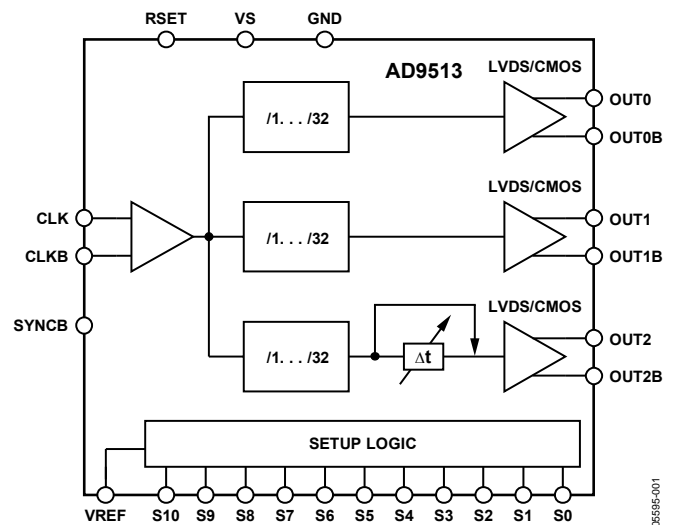 RSET VS GND
AD9513
LVDS/CMOS
/1. . . /32
OUT0
OUT0B
LVDS/CMOS
CLK
/1. . . /32
OUT1
CLKB
OUT1B
LVDS/CMOS
SYNCB
/1. . . /32
Δt
OUT2
OUT2B
SETUP LOGIC
VREF S10 S9 S8 S7 S6 S5 S4 S3 S2 S1 S0
05595-001